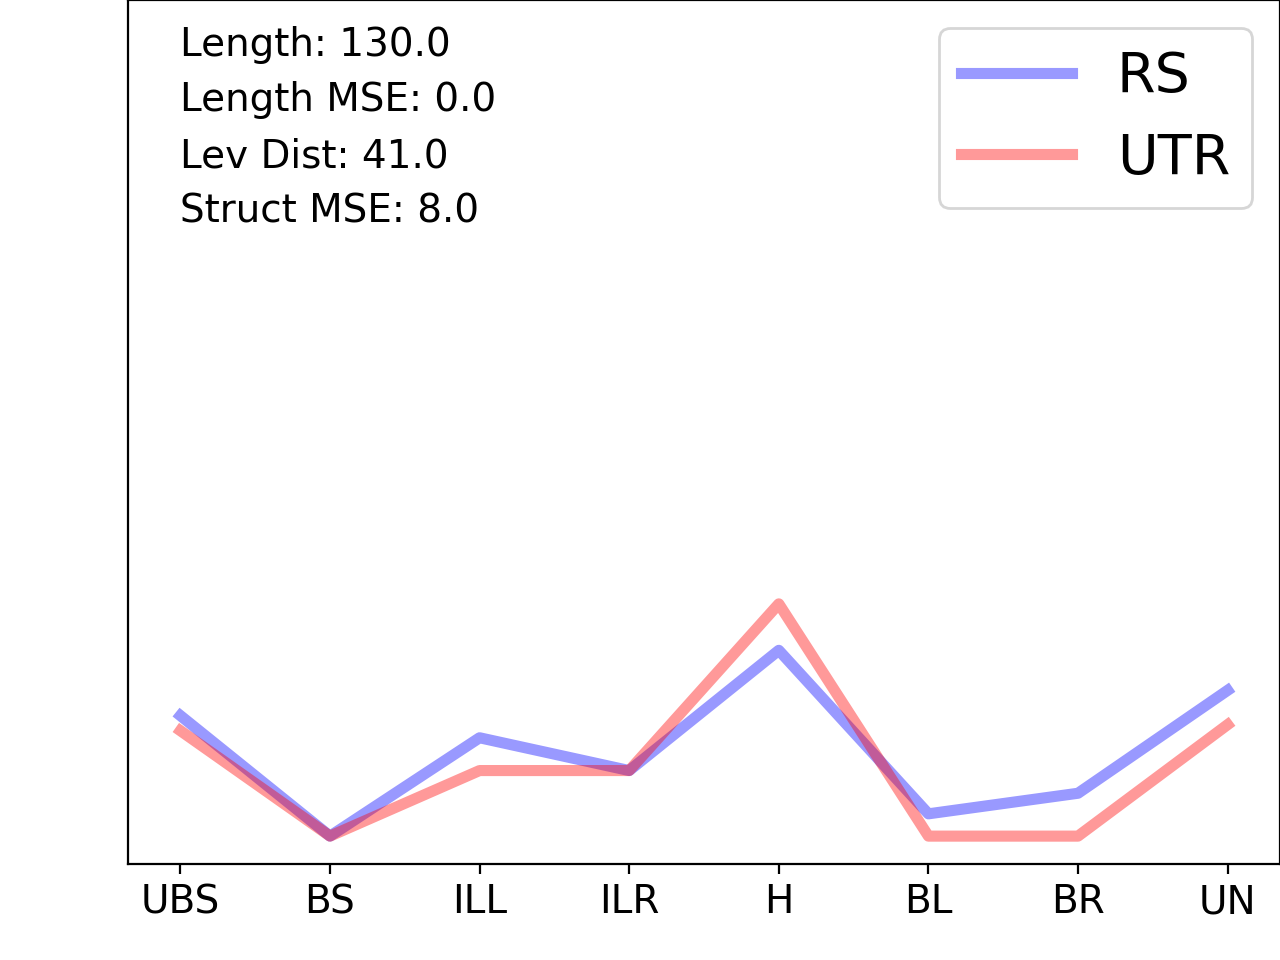 Length: 130.0
Length MSE: 0.0
Lev Dist: 41.0
Struct MSE: 8.0
RS
UTR
UBS BS ILL ILR H BL BR UN